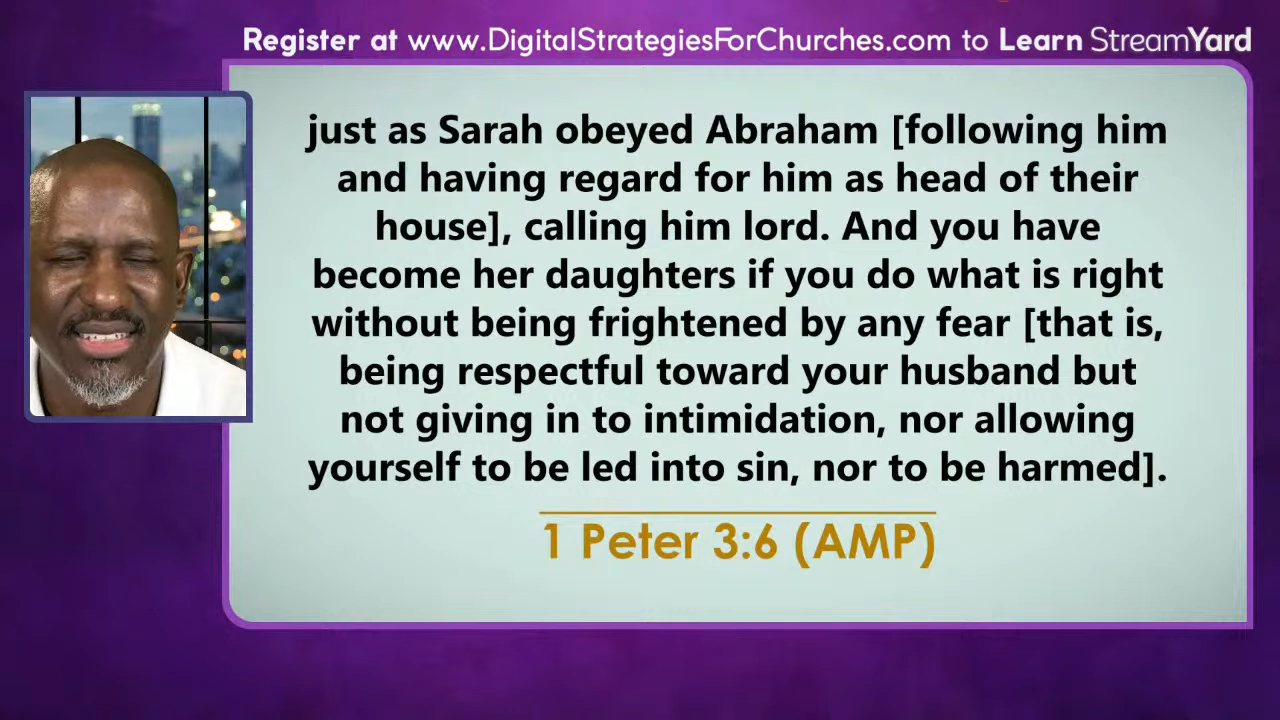 Register at www.DigitalStrategiesForChurches.com to Learn StreamYard
just as Sarah obeyed Abraham [following him
and having regard for him as head of their
house], calling him lord. And you have
become her daughters if you do what is right
without being frightened by any fear [that is,
being respectful toward your husband but
not giving in to intimidation, nor allowing
yourself to be led into sin, nor to be harmed].
1 Peter 3:6 (AMP)